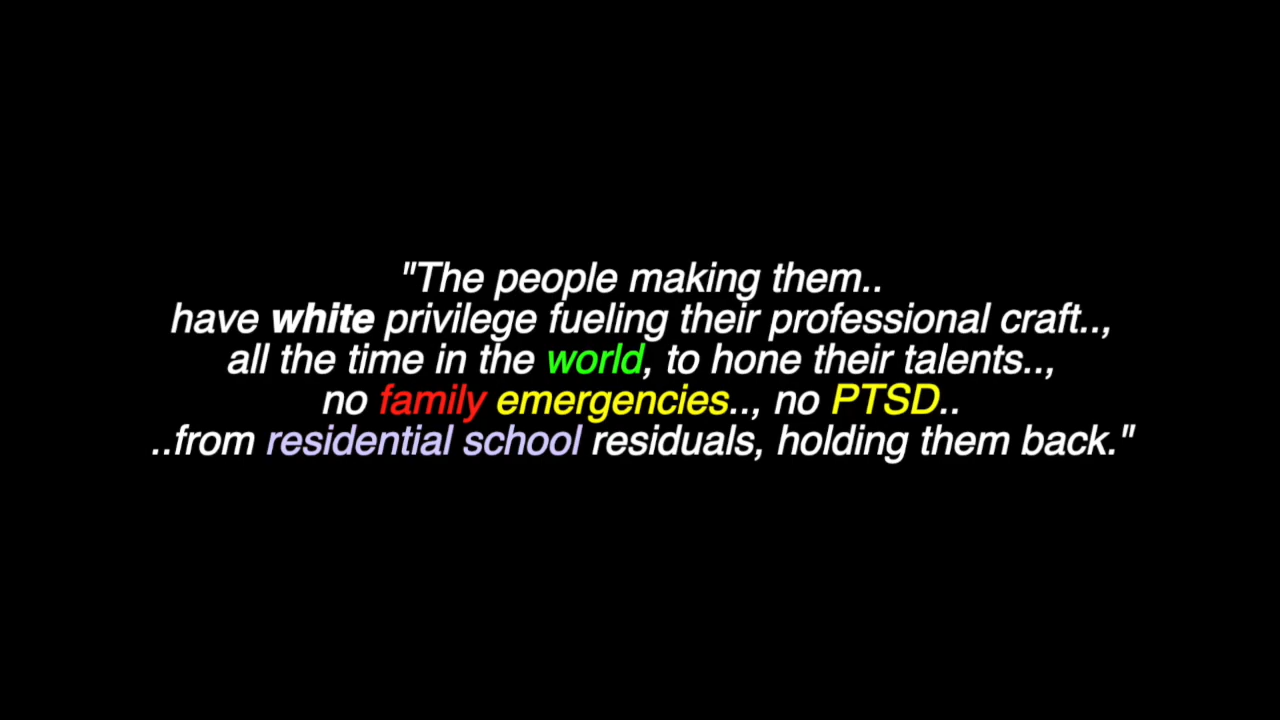 "The people making them..
have white privilege fueling their professional craft..,
all the time in the world, to hone their talents..,
no family emergencies.., no PTSD..
..from residential school residuals, holding them back."